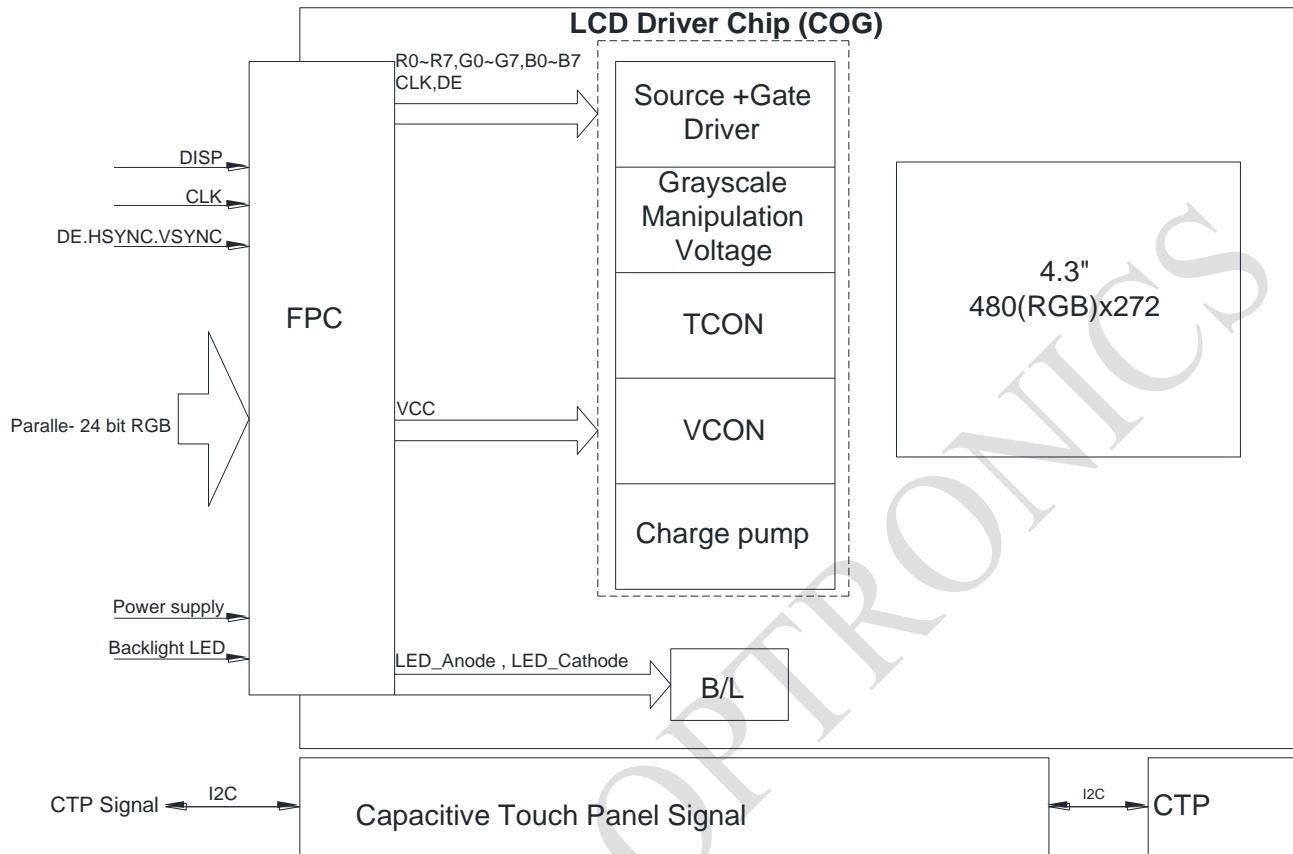 LCD Driver Chip (COG)
R0~R7,G0~G7,B0~B7
CLK,DE
Source +Gate
Driver
DISP
CLK
DE.HSYNC.VSYNC
Grayscale
Manipulation
Voltage
4.3"
480(RGB)x272
FPC
TCON
Paralle- 24 bit RGB
VCC
VCON
Charge pump
Power supply
Backlight LED
LED_Anode , LED_Cathode
B/L
CTP Signal
I2C
Capacitive Touch Panel Signal
I2C
CTP
OPTRONICS